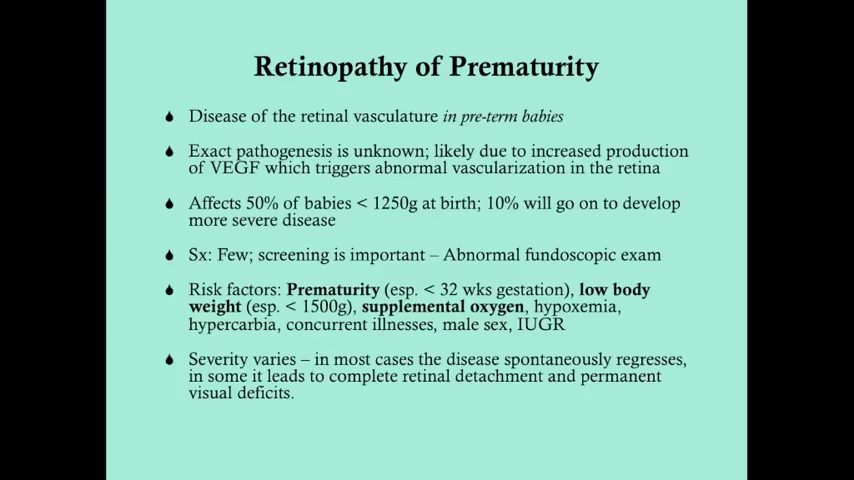 Retinopathy of Prematurity
Disease of the retinal vasculature in pre-term babies
Exact pathogenesis is unknown; likely due to increased production
of VEGF which triggers abnormal vascularization in the retina
Affects 50% of babies < 1250g at birth; 10% will go on to develop
more severe disease
Sx: Few; screening is important – Abnormal fundoscopic exam
Risk factors: Prematurity (esp. < 32 wks gestation), low body
weight (esp. < 1500g), supplemental oxygen, hypoxemia,
hypercarbia, concurrent illnesses, male sex, IUGR
Severity varies – in most cases the disease spontaneously regresses,
in some it leads to complete retinal detachment and permanent
visual deficits.